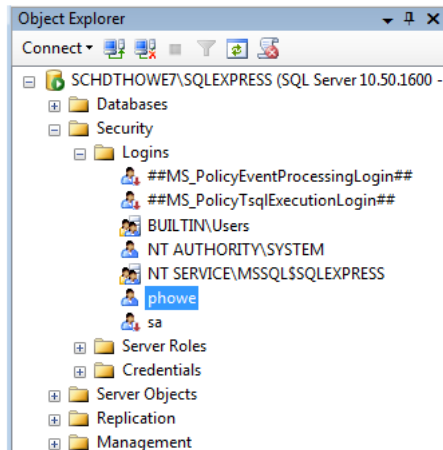 Object Explorer
Connect
SCHDTHOWE7\SQLEXPRESS (SQL Server 10.50.1600 -
Databases
Security
Logins
##MS_PolicyEventProcessingLogin##
##MS_PolicyTsqlExecutionLogin##
BUILTIN\Users
NT AUTHORITY\SYSTEM
NT SERVICE\MSSQL$SQLEXPRESS
phowe
sa
Server Roles
Credentials
Server Objects
Replication
Management